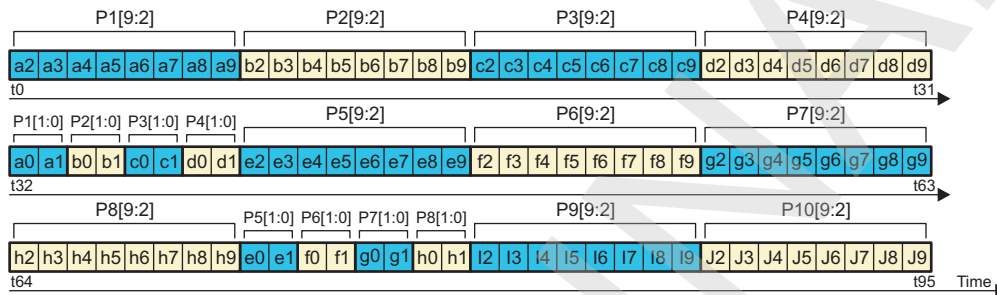 P1[9:2] P2[9:2] P3[9:2] P4[9:2]
a2 a3 a4 a5 a6 a7 a8 a9 b2 b3 b4 b5 b6 b7 b8 b9 c2 c3 c4 c5 c6 c7 c8 c9 d2 d3 d4 d5 d6 d7 d8 d9
t0 t31
P1[1:0] P2[1:0] P3[1:0] P4[1:0] P5[9:2] P6[9:2] P7[9:2]
a0 a1 b0 b1 c0 c1 d0 d1 e2 e3 e4 e5 e6 e7 e8 e9 f2 f3 f4 f5 f6 f7 f8 f9 g2 g3 g4 g5 g6 g7 g8 g9
t32 t63
P8[9:2] P5[1:0] P6[1:0] P7[1:0] P8[1:0] P9[9:2] P10[9:2]
h2 h3 h4 h5 h6 h7 h8 h9 e0 e1 f0 f1 g0 g1 h0 h1 I2 I3 I4 I5 I6 I7 I8 I9 J2 J3 J4 J5 J6 J7 J8 J9
t64 t95 Time